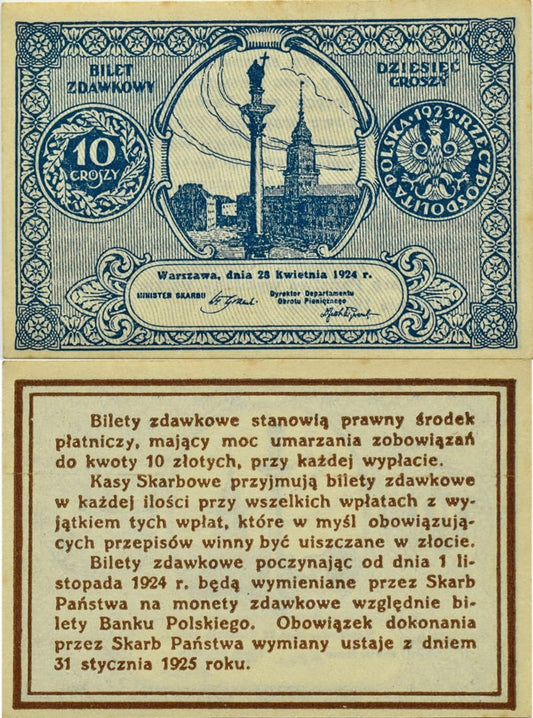 BILET
ZDAWKOWY
DZIESIĘĆ
GROSZY
10
GROSZY
POLSKA·1923·RZECZPOSPOLITA
Warszawa, dnia 28 Kwietnia 1924 r.
MINISTER SKARBU
Dyrektor Departamentu
Obrotu Pieniężnego
Bilety zdawkowe stanowią prawny środek
płatniczy, mający moc umarzania zobowiązań
do kwoty 10 złotych, przy każdej wypłacie.
Kasy Skarbowe przyjmują bilety zdawkowe
w każdej ilości przy wszelkich wpłatach z wy-
jątkiem tych wpłat, które w myśl obowiązują-
cych przepisów winny być uiszczane w złocie.
Bilety zdawkowe poczynając od dnia 1 li-
stopada 1924 r. będą wymieniane przez Skarb
Państwa na monety zdawkowe względnie bi-
lety Banku Polskiego. Obowiązek dokonania
przez Skarb Państwa wymiany ustaje z dniem
31 stycznia 1925 roku.